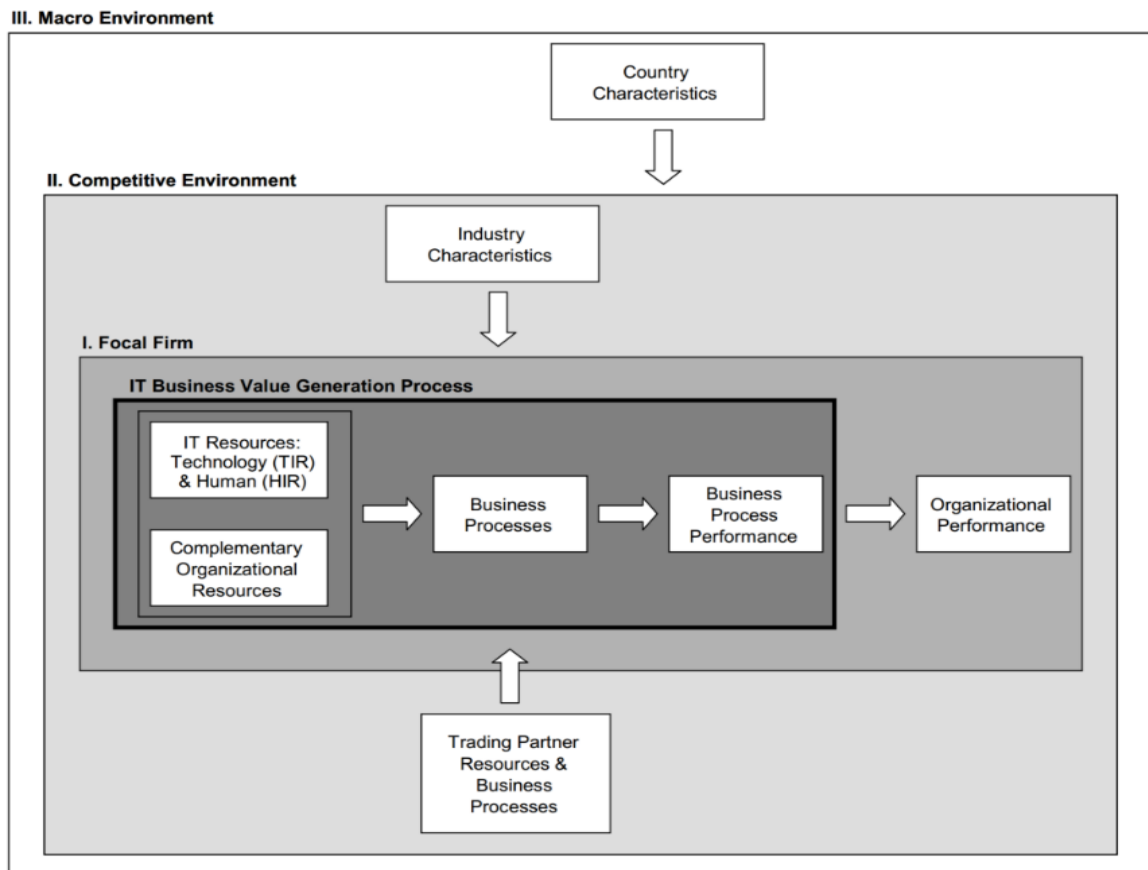 III. Macro Environment
Country
Characteristics
II. Competitive Environment
Industry
Characteristics
I. Focal Firm
IT Business Value Generation Process
IT Resources:
Technology (TIR)
& Human (HIR)
Complementary
Organizational
Resources
Business
Processes
Business
Process
Performance
Organizational
Performance
Trading Partner
Resources &
Business
Processes